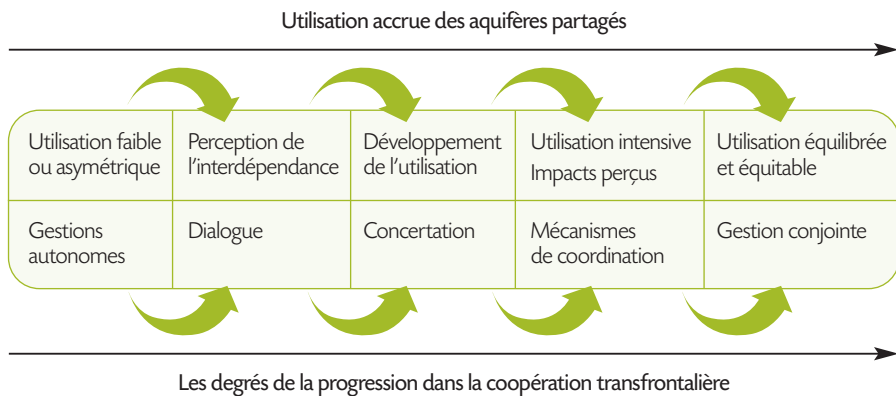 Utilisation accrue des aquifères partagés
Utilisation faible
ou asymétrique
Perception de
l'interdépendance
Développement
de l'utilisation
Utilisation intensive
Impacts perçus
Utilisation équilibrée
et équitable
Gestions
autonomes
Dialogue
Concertation
Mécanismes
de coordination
Gestion conjointe
Les degrés de la progression dans la coopération transfrontalière